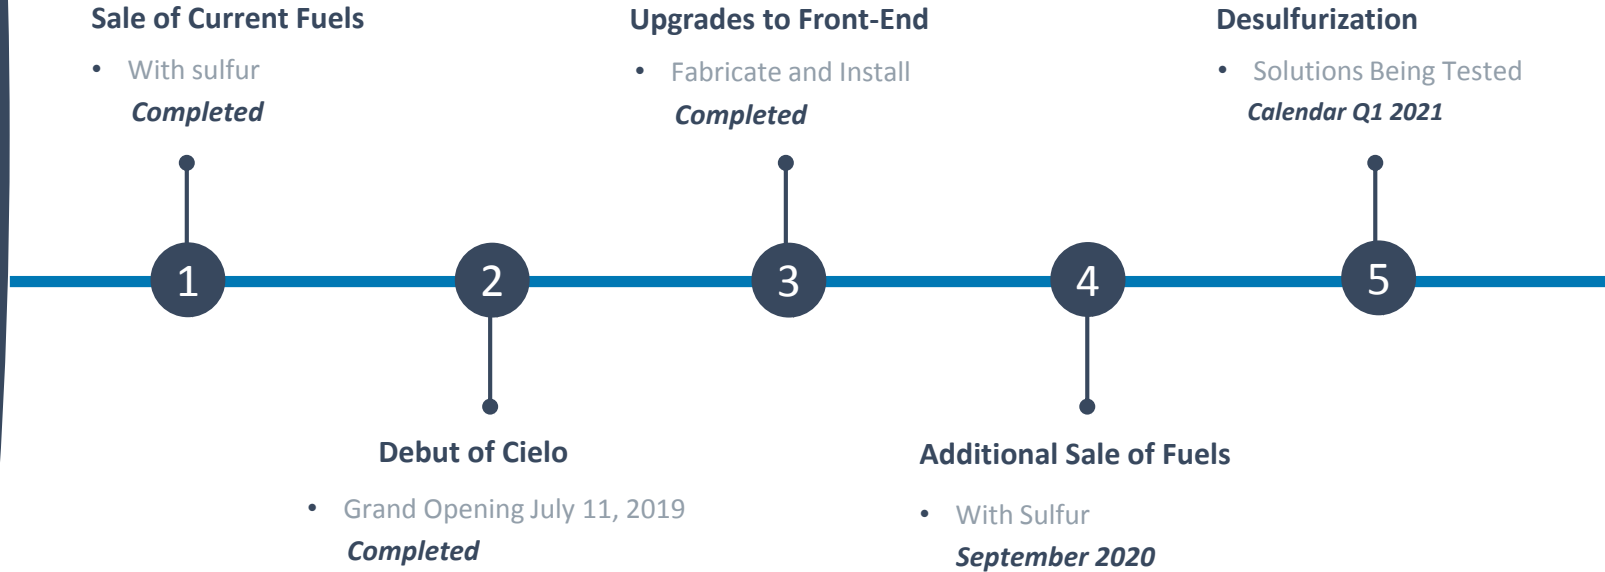 Sale of Current Fuels
• With sulfur
Completed
Upgrades to Front-End
• Fabricate and Install
Completed
Desulfurization
• Solutions Being Tested
Calendar Q1 2021
1
2
3
4
5
Debut of Cielo
• Grand Opening July 11, 2019
Completed
Additional Sale of Fuels
• With Sulfur
September 2020